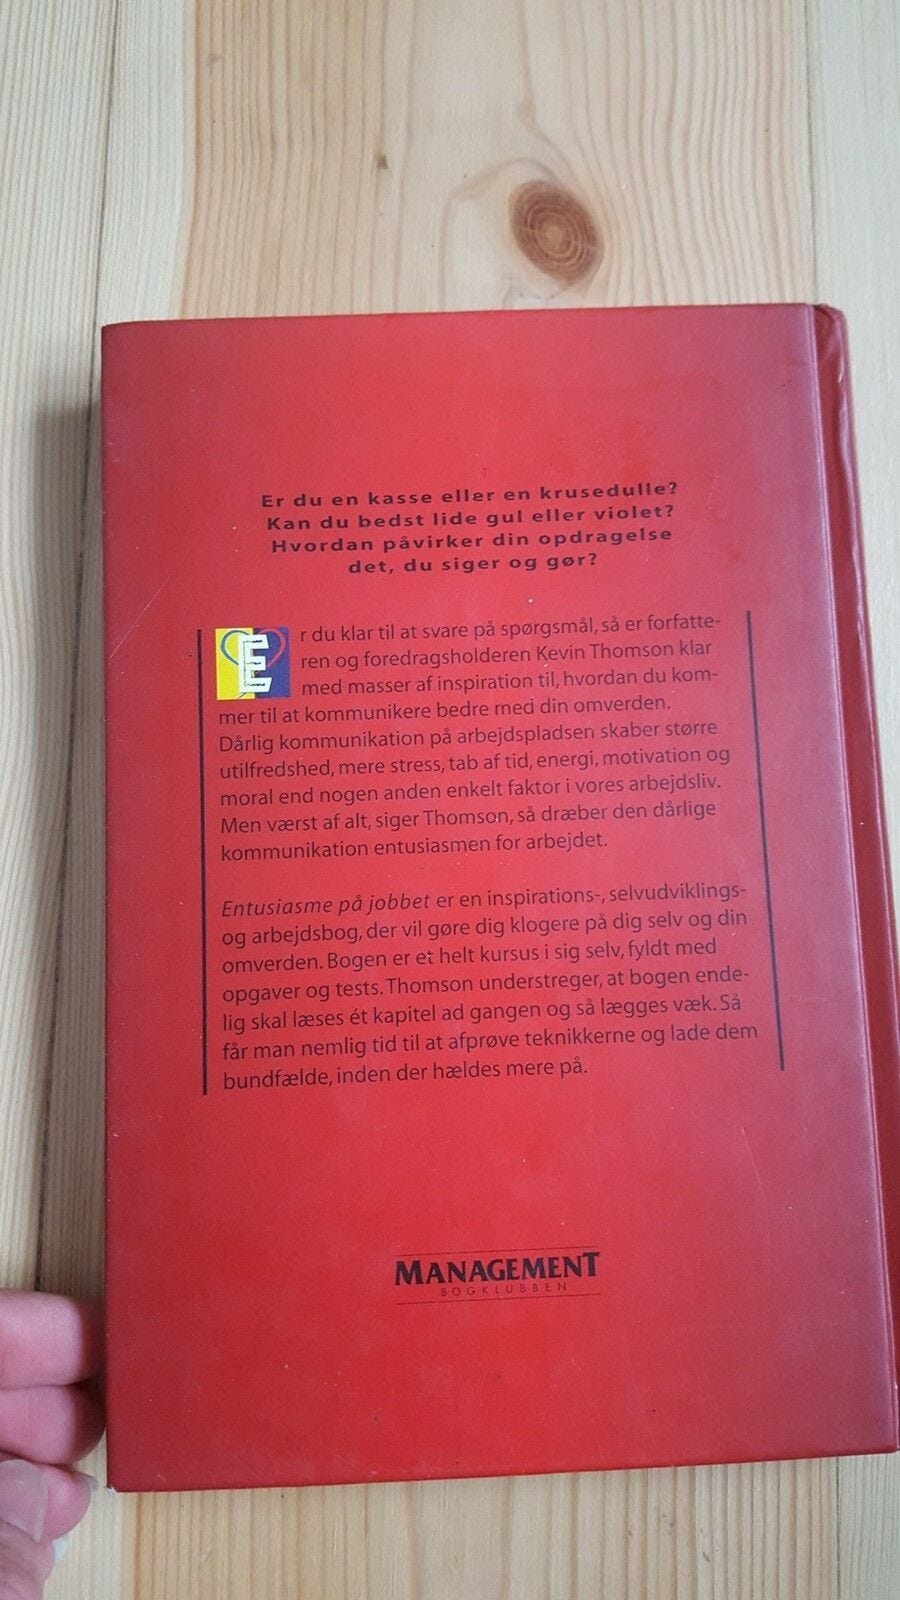 Er du en kasse eller en krusedulle?
Kan du bedst lide gul eller violet?
Hvordan påvirker din opdragelse
det, du siger og gør?
Er du klar til at svare på spørgsmål, så er forfatte-
ren og foredragsholderen Kevin Thomson klar
med masser af inspiration til, hvordan du kom-
mer til at kommunikere bedre med din omverden.
Dårlig kommunikation på arbejdspladsen skaber større
utilfredshed, mere stress, tab af tid, energi, motivation og
moral end nogen anden enkelt faktor i vores arbejdsliv.
Men værst af alt, siger Thomson, så dræber den dårlige
kommunikation entusiasmen for arbejdet.
Entusiasme på jobbet er en inspirations-, selvudviklings-
og arbejdsbog, der vil gøre dig klogere på dig selv og din
omverden. Bogen er et helt kursus i sig selv, fyldt med
opgaver og tests. Thomson understreger, at bogen ende-
lig skal læses ét kapitel ad gangen og så lægges væk. Så
får man nemlig tid til at afprøve teknikkerne og lade dem
bundfælde, inden der hældes mere på.
MANAGEMENT
BOGKLUBBEN